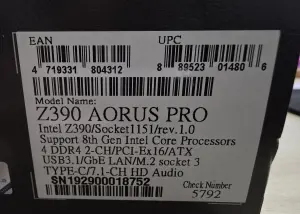 EAN UPC
4 719331 804312 8 89523 01480 6
Model Name:
Z390 AORUS PRO
Intel Z390/Socket1151/rev.1.0
Support 8th Gen Intel Core Processors
4 DDR4 2-CH/PCI-Ex16/ATX
USB3.1/GbE LAN/M.2 socket 3
TYPE-C/7.1-CH HD Audio
SN192900018752
Check Number
5792